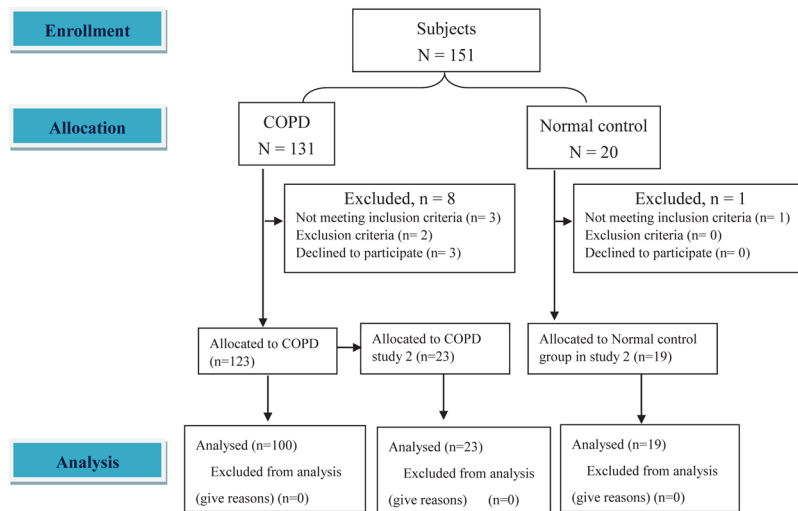 Enrollment
Subjects
N = 151
Allocation
COPD
N = 131
Normal control
N = 20
Excluded, n = 8
Not meeting inclusion criteria (n= 3)
Exclusion criteria (n= 2)
Declined to participate (n= 3)
Excluded, n = 1
Not meeting inclusion criteria (n= 1)
Exclusion criteria (n= 0)
Declined to participate (n= 0)
Allocated to COPD
(n=123)
Allocated to COPD
study 2 (n=23)
Allocated to Normal control
group in study 2 (n=19)
Analysis
Analysed (n=100)
Excluded from analysis
(give reasons) (n=0)
Analysed (n=23)
Excluded from analysis
(give reasons) (n=0)
Analysed (n=19)
Excluded from analysis
(give reasons) (n=0)